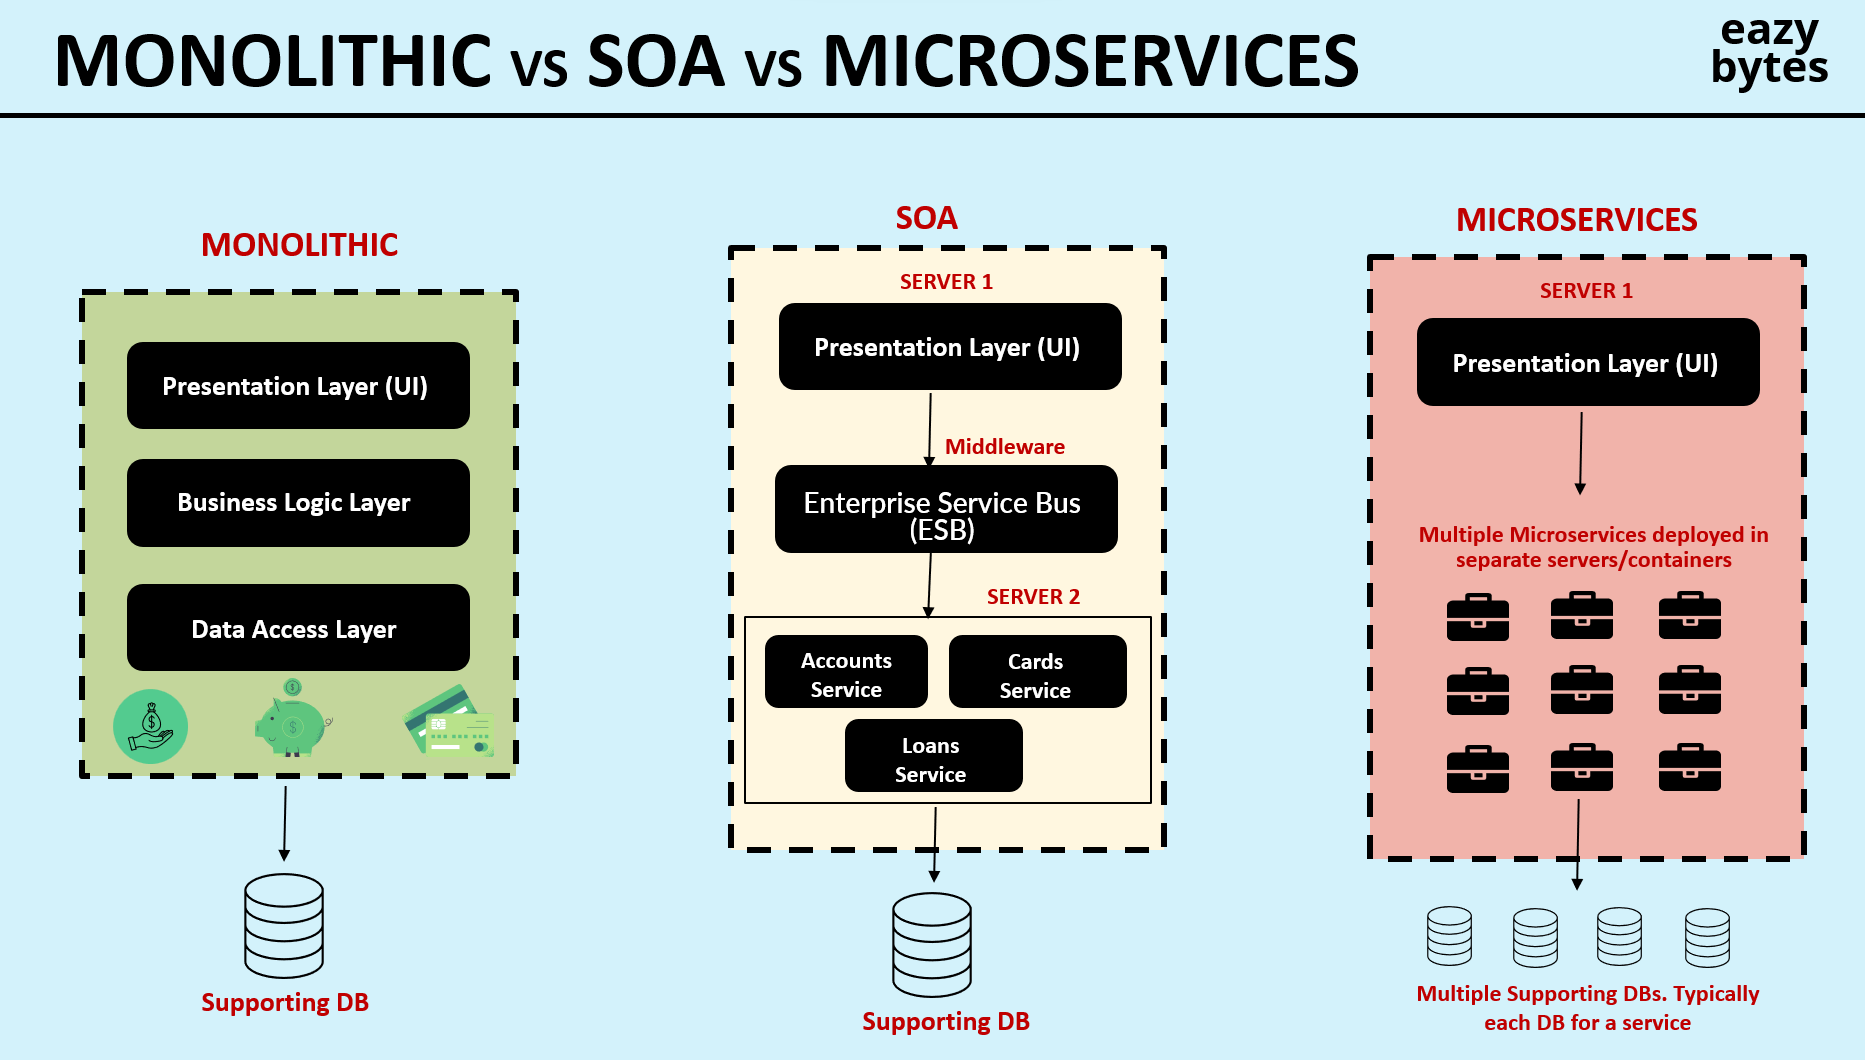 MONOLITHIC VS SOA VS MICROSERVICES
eazy
bytes
MONOLITHIC
Presentation Layer (UI)
Business Logic Layer
Data Access Layer
$
$
$
Supporting DB
SOA
SERVER 1
Presentation Layer (UI)
Middleware
Enterprise Service Bus
(ESB)
SERVER 2
Accounts
Service
Cards
Service
Loans
Service
Supporting DB
MICROSERVICES
SERVER 1
Presentation Layer (UI)
Multiple Microservices deployed in
separate servers/containers
Multiple Supporting DBs. Typically
each DB for a service